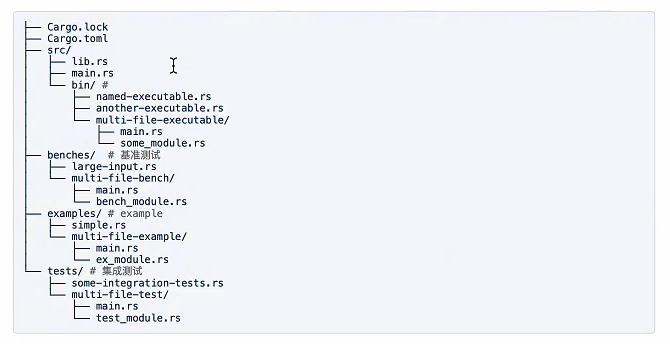 ├── Cargo.lock
├── Cargo.toml
├── src/
│   ├── lib.rs
│   ├── main.rs
│   └── bin/ #
│       ├── named-executable.rs
│       ├── another-executable.rs
│       └── multi-file-executable/
│           ├── main.rs
│           └── some_module.rs
├── benches/  # 基准测试
│   ├── large-input.rs
│   └── multi-file-bench/
│       ├── main.rs
│       └── bench_module.rs
├── examples/ # example
│   ├── simple.rs
│   └── multi-file-example/
│       ├── main.rs
│       └── ex_module.rs
└── tests/ # 集成测试
    ├── some-integration-tests.rs
    └── multi-file-test/
        ├── main.rs
        └── test_module.rs